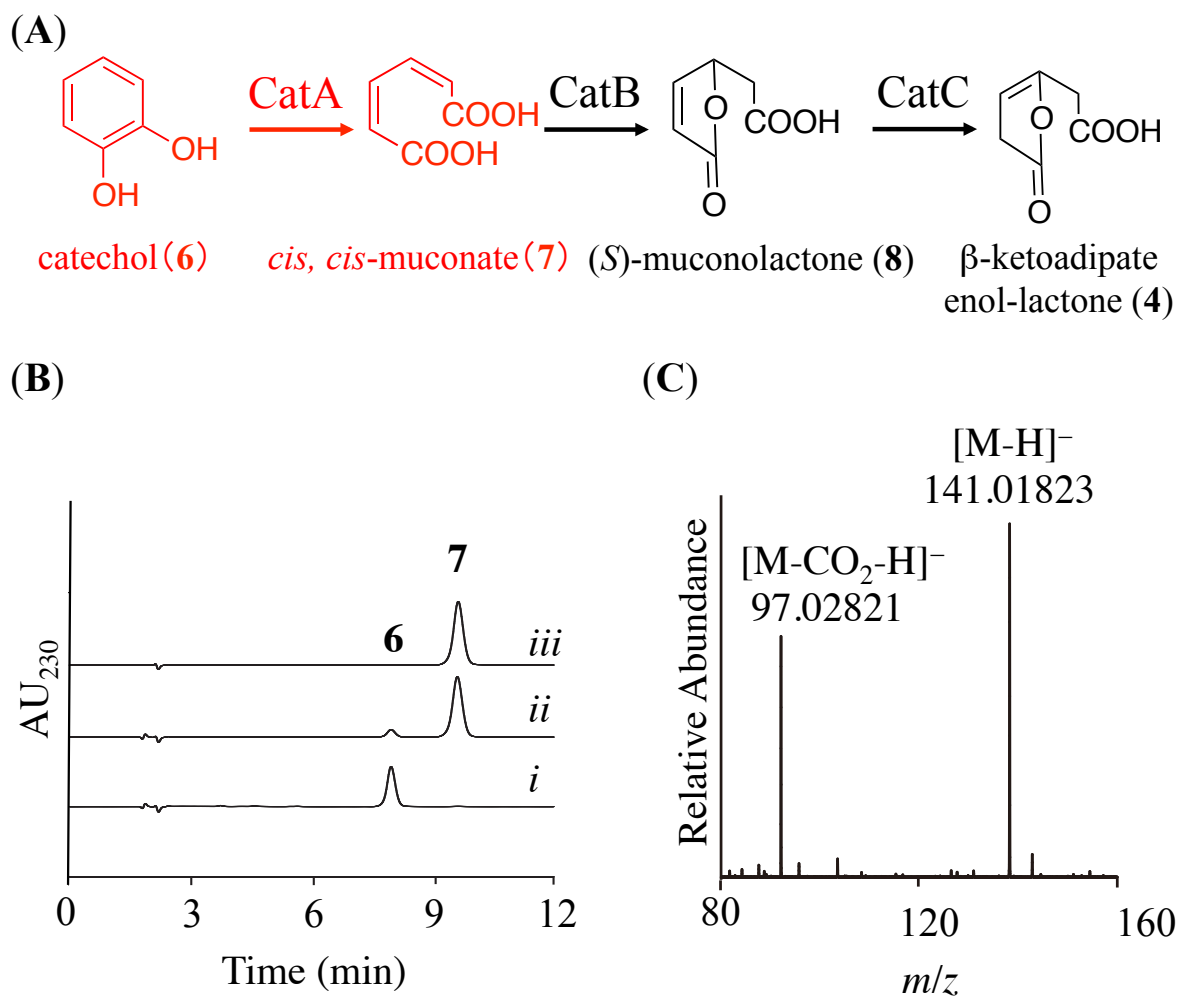 (A)
CatA
CatB
CatC
OH
OH
COOH
COOH
O
COOH
O
O
COOH
O
catechol（6）
cis, cis-muconate（7）
(S)-muconolactone (8)
β-ketoadipate
enol-lactone (4)
(B)
7
6
iii
ii
i
AU230
0
3
6
9
12
Time (min)
(C)
[M-H]−
141.01823
[M-CO2-H]−
97.02821
Relative Abundance
80
120
160
m/z